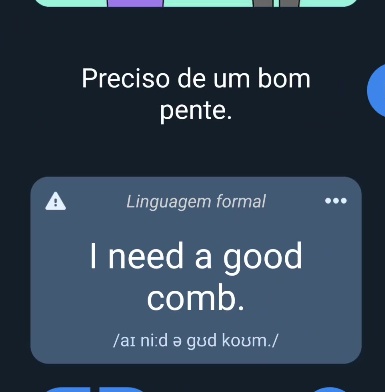 Preciso de um bom
pente.
Linguagem formal
I need a good
comb.
/aɪ niːd ə gʊd koʊm./